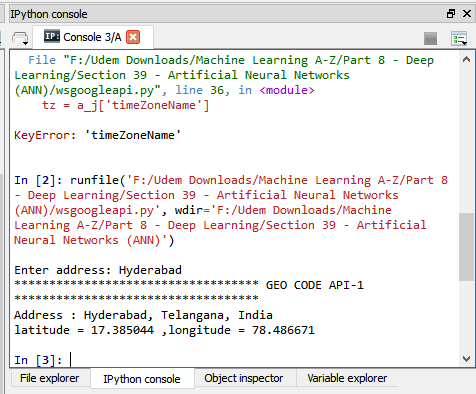 IPython console
Console 3/A
File "F:/Udem Downloads/Machine Learning A-Z/Part 8 - Deep
Learning/Section 39 - Artificial Neural Networks
(ANN)/wsgoogleapi.py", line 36, in <module>
tz = a_j['timeZoneName']
KeyError: 'timeZoneName'
In [2]: runfile('F:/Udem Downloads/Machine Learning A-Z/Part 8
- Deep Learning/Section 39 - Artificial Neural Networks
(ANN)/wsgoogleapi.py', wdir='F:/Udem Downloads/Machine
Learning A-Z/Part 8 - Deep Learning/Section 39 - Artificial
Neural Networks (ANN)')
Enter address: Hyderabad
*********************************** GEO CODE API-1
***********************************
Address : Hyderabad, Telangana, India
latitude = 17.385044 ,longitude = 78.486671
In [3]:
File explorer IPython console Object inspector Variable explorer